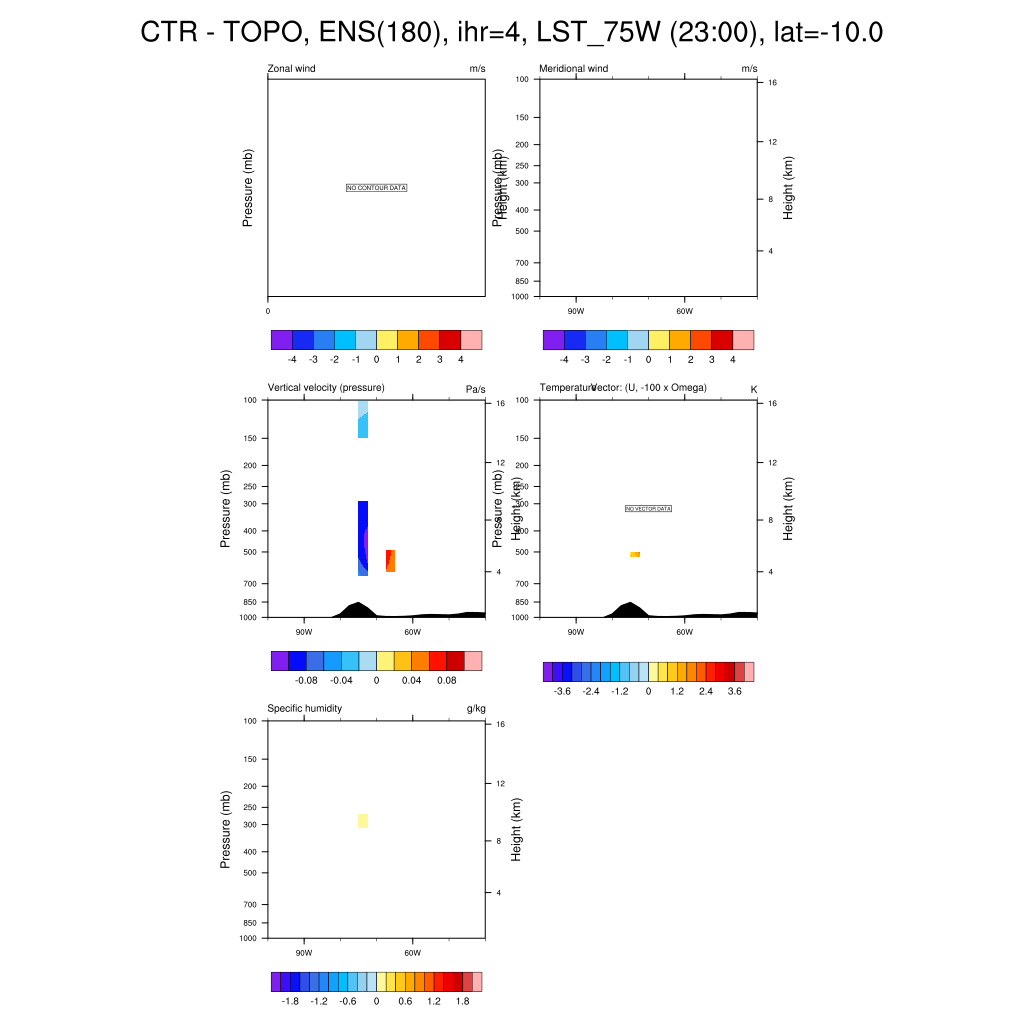 CTR - TOPO, ENS(180), ihr=4, LST_75W (23:00), lat=-10.0
Zonal wind m/s
Pressure (mb)
Height (km)
NO CONTOUR DATA
0
-4 -3 -2 -1 0 1 2 3 4
Meridional wind m/s
Pressure (mb)
Height (km)
100 150 200 250 300 400 500 700 850 1000
16 12 8 4
90W 60W
-4 -3 -2 -1 0 1 2 3 4
Vertical velocity (pressure) Pa/s
Pressure (mb)
Height (km)
100 150 200 250 300 400 500 700 850 1000
16 12 8 4
90W 60W
-0.08 -0.04 0 0.04 0.08
Temperature Vector: (U, -100 x Omega) K
Pressure (mb)
Height (km)
NO VECTOR DATA
100 150 200 250 300 400 500 700 850 1000
16 12 8 4
90W 60W
-3.6 -2.4 -1.2 0 1.2 2.4 3.6
Specific humidity g/kg
Pressure (mb)
Height (km)
100 150 200 250 300 400 500 700 850 1000
16 12 8 4
90W 60W
-1.8 -1.2 -0.6 0 0.6 1.2 1.8